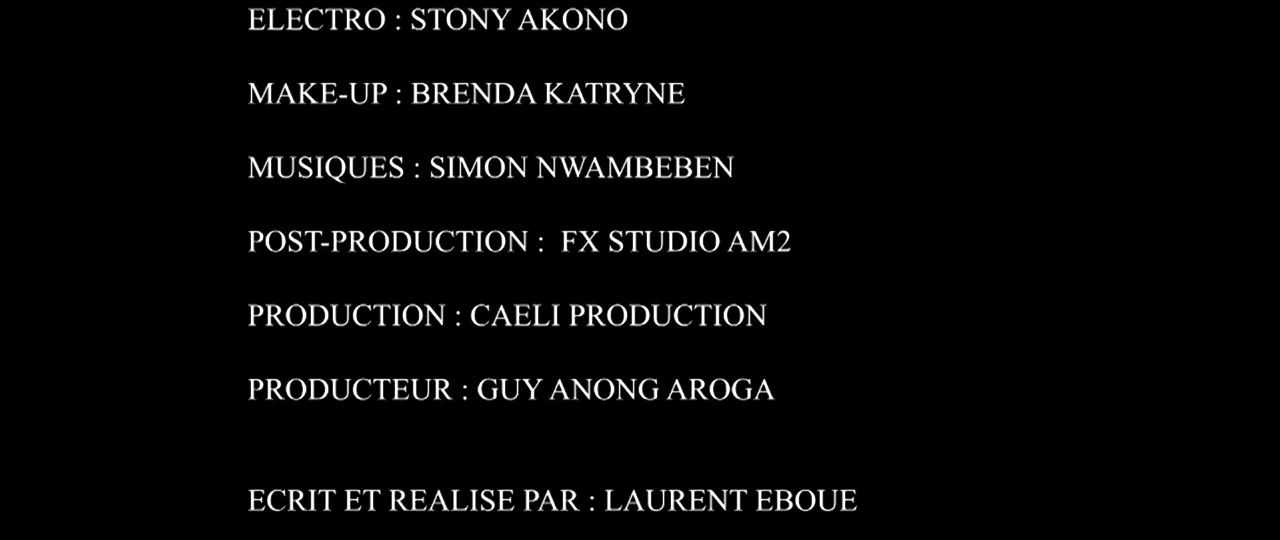 ELECTRO : STONY AKONO
MAKE-UP : BRENDA KATRYNE
MUSIQUES : SIMON NWAMBEBEN
POST-PRODUCTION :  FX STUDIO AM2
PRODUCTION : CAELI PRODUCTION
PRODUCTEUR : GUY ANONG AROGA
ECRIT ET REALISE PAR : LAURENT EBOUE